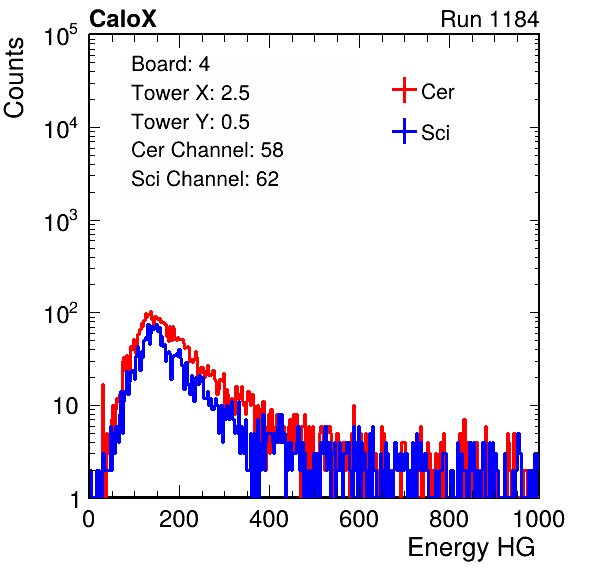 CaloX Run 1184
Counts
10^5
10^4
10^3
10^2
10
1
Board: 4
Tower X: 2.5
Tower Y: 0.5
Cer Channel: 58
Sci Channel: 62
Cer
Sci
0 200 400 600 800 1000
Energy HG